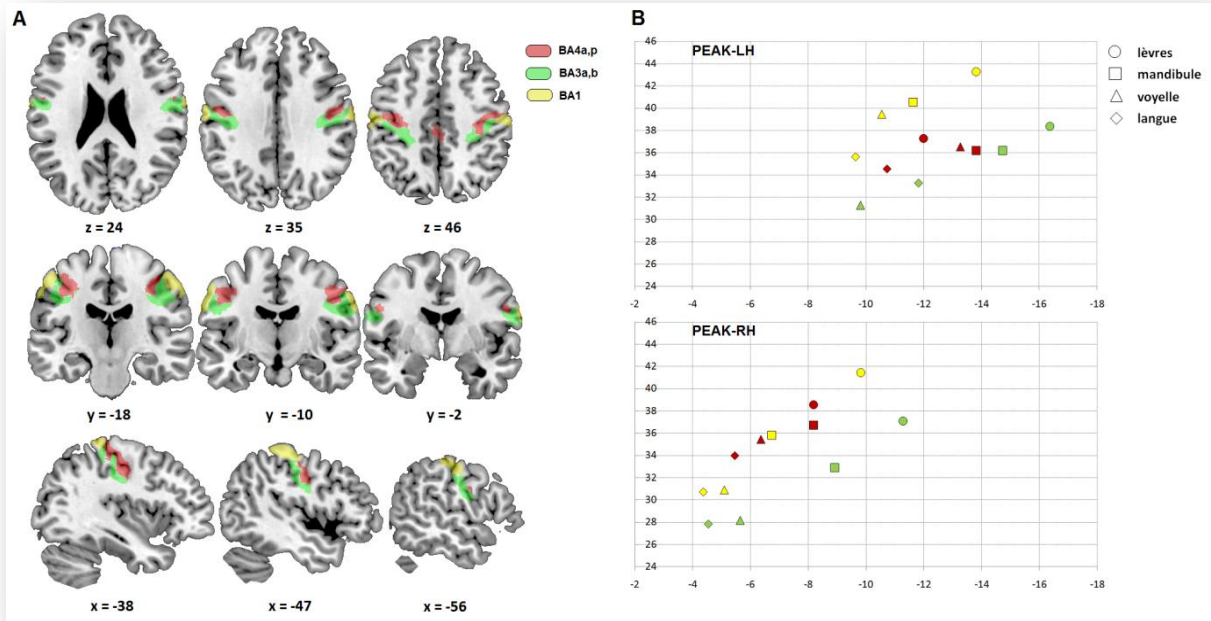 A
BA4a,p
BA3a,b
BA1
z = 24
z = 35
z = 46
y = -18
y = -10
y = -2
x = -38
x = -47
x = -56
B
PEAK-LH
46
44
42
40
38
36
34
32
30
28
26
24
-2
-4
-6
-8
-10
-12
-14
-16
-18
lèvres
mandibule
voyelle
langue
PEAK-RH
46
44
42
40
38
36
34
32
30
28
26
24
-2
-4
-6
-8
-10
-12
-14
-16
-18